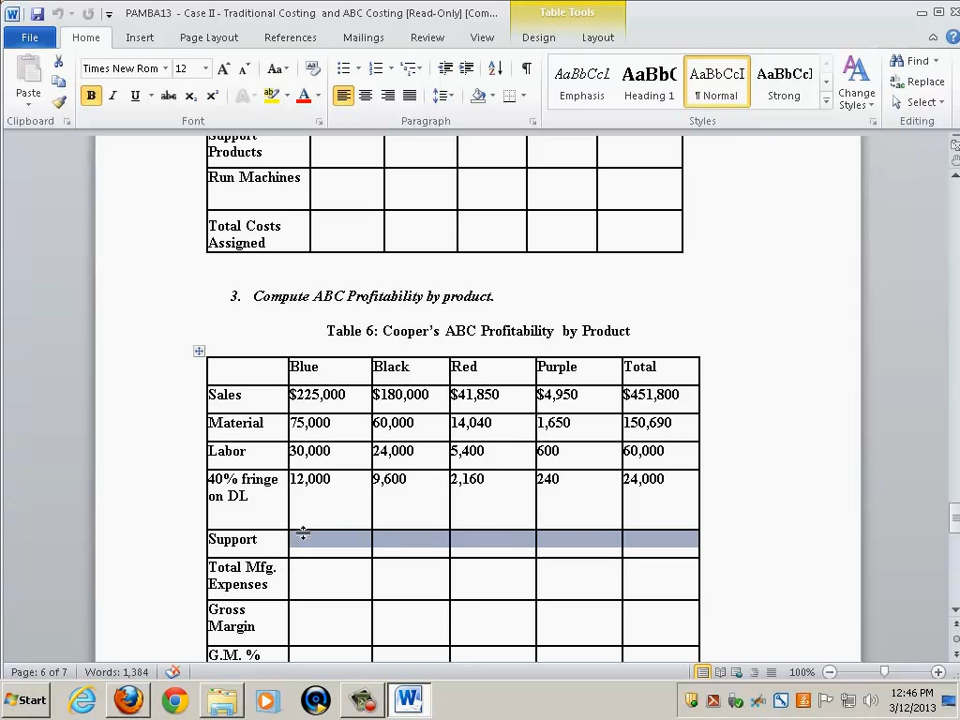 PAMBA13 - Case II - Traditional Costing and ABC Costing [Read-Only] [Com...
Table Tools
File Home Insert Page Layout References Mailings Review View Design Layout
Times New Rom 12
Paste
Clipboard
Font
Paragraph
AaBbCcI AaBb( AaBbCcI AaBbCc]
Emphasis Heading 1 ¶ Normal Strong
Change Styles
Styles
Find
Replace
Select
Editing
Support Products
Run Machines
Total Costs Assigned
3. Compute ABC Profitability by product.
Table 6: Cooper's ABC Profitability by Product
Blue Black Red Purple Total
Sales $225,000 $180,000 $41,850 $4,950 $451,800
Material 75,000 60,000 14,040 1,650 150,690
Labor 30,000 24,000 5,400 600 60,000
40% fringe on DL 12,000 9,600 2,160 240 24,000
Support
Total Mfg. Expenses
Gross Margin
G.M. %
Page: 6 of 7 Words: 1,384 100%
Start
12:46 PM
3/12/2013